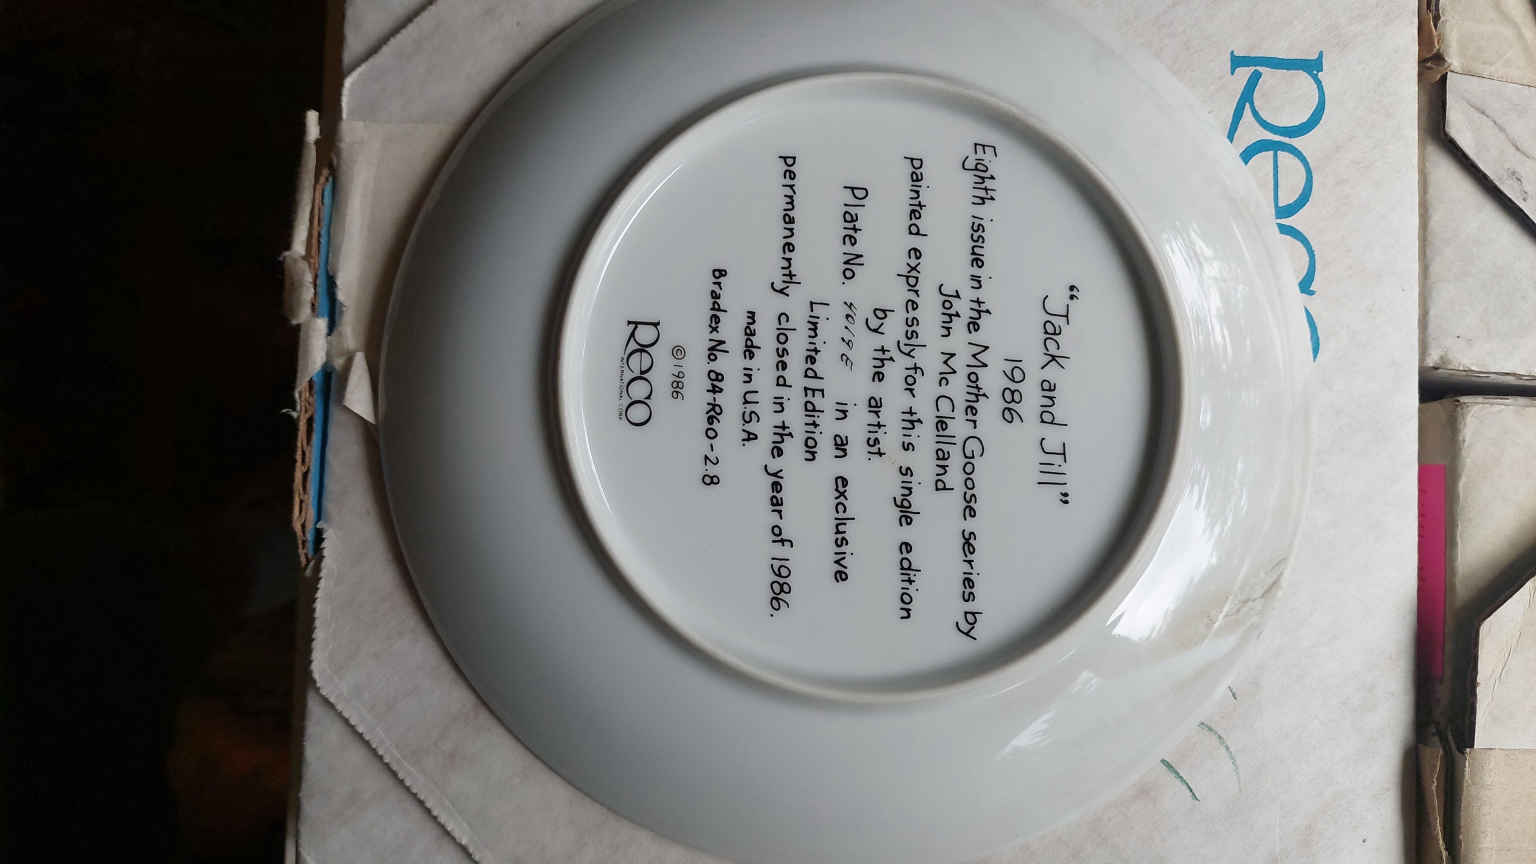 "Jack and Jill"
1986
Eighth issue in the Mother Goose series by
John McClelland
painted expressly for this single edition
by the artist.
Plate No. in an exclusive
Limited Edition
permanently closed in the year of 1986.
made in U.S.A.
Bradex No. 84-R60-2.8
©1986
Reco
INTERNATIONAL CORP.